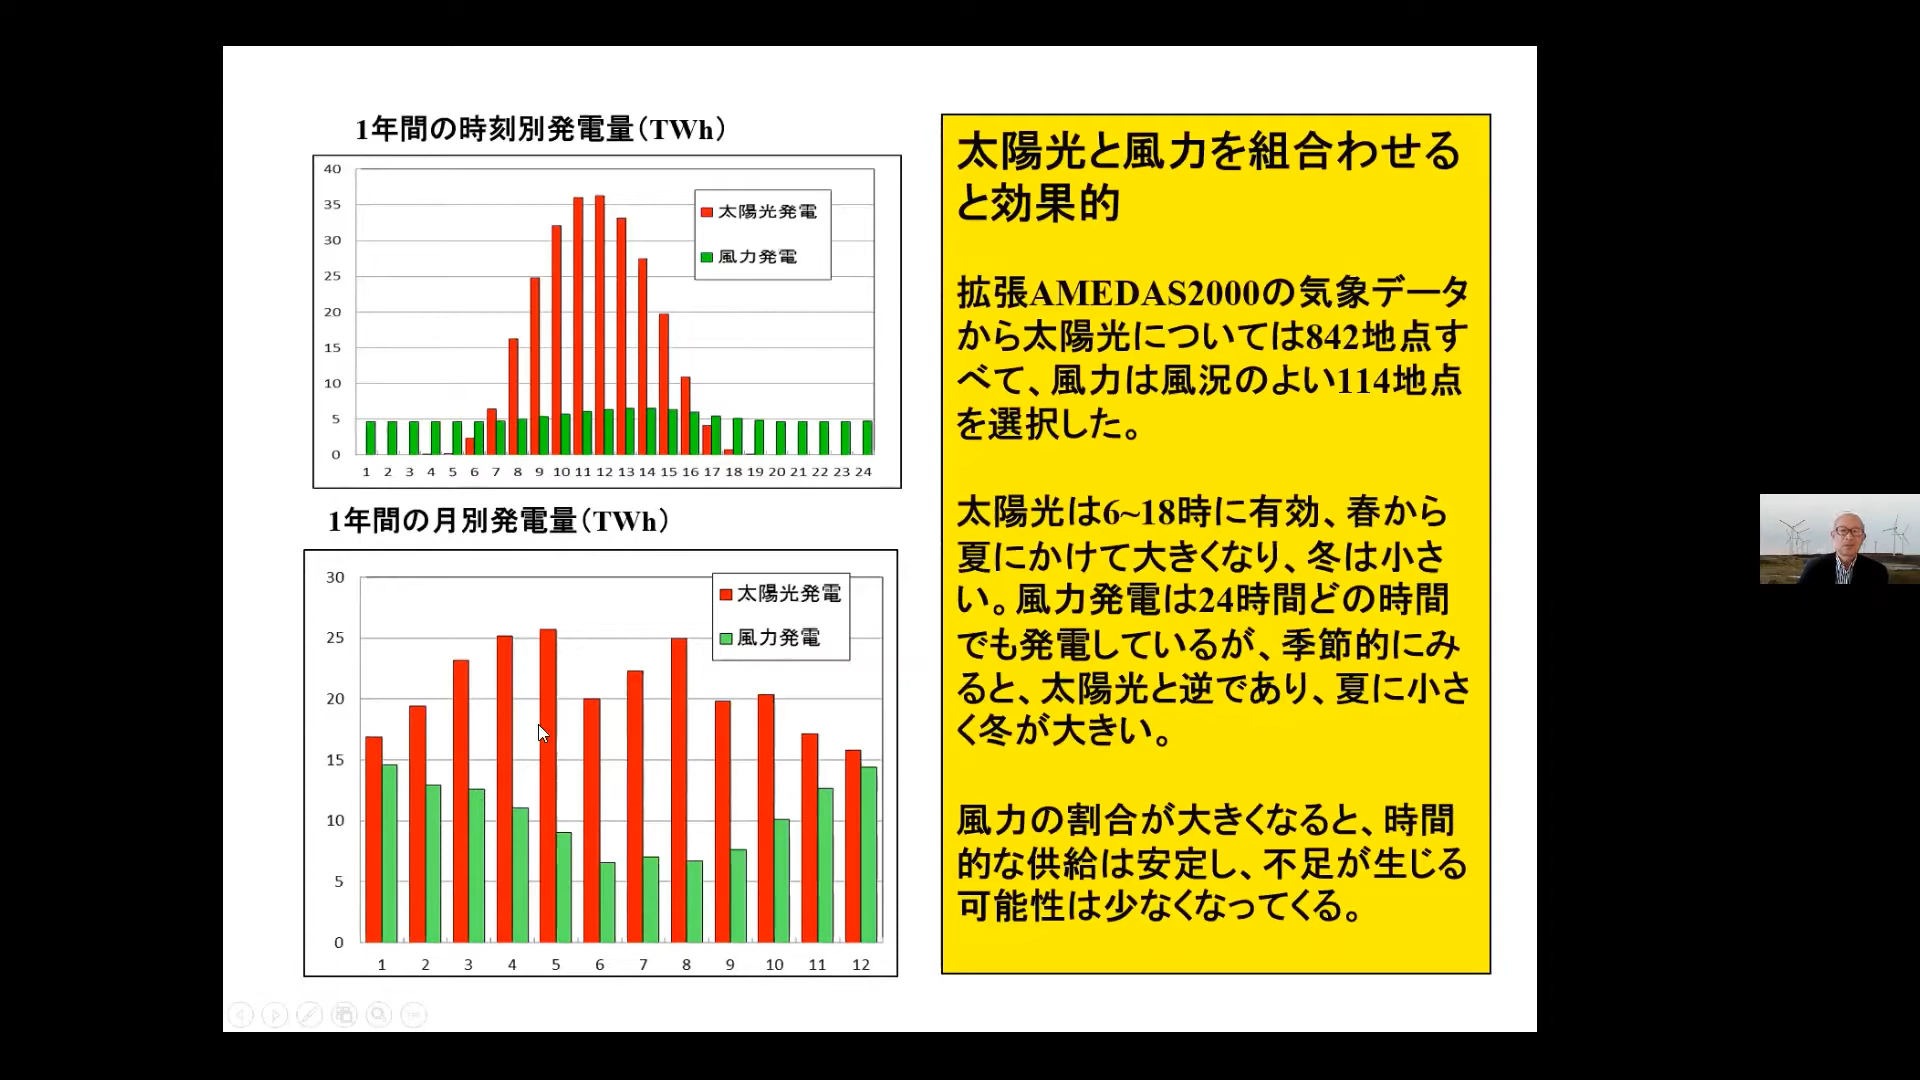 1年間の時刻別発電量(TWh)
40
35
30
25
20
15
10
5
0
太陽光発電
風力発電
1 2 3 4 5 6 7 8 9 10 11 12 13 14 15 16 17 18 19 20 21 22 23 24
1年間の月別発電量(TWh)
30
25
20
15
10
5
0
太陽光発電
風力発電
1 2 3 4 5 6 7 8 9 10 11 12
太陽光と風力を組合わせる
と効果的
拡張AMEDAS2000の気象データ
から太陽光については842地点す
べて、風力は風況のよい114地点
を選択した。
太陽光は6~18時に有効、春から
夏にかけて大きくなり、冬は小さ
い。風力発電は24時間どの時間
でも発電しているが、季節的にみ
ると、太陽光と逆であり、夏に小さ
く冬が大きい。
風力の割合が大きくなると、時間
的な供給は安定し、不足が生じる
可能性は少なくなってくる。